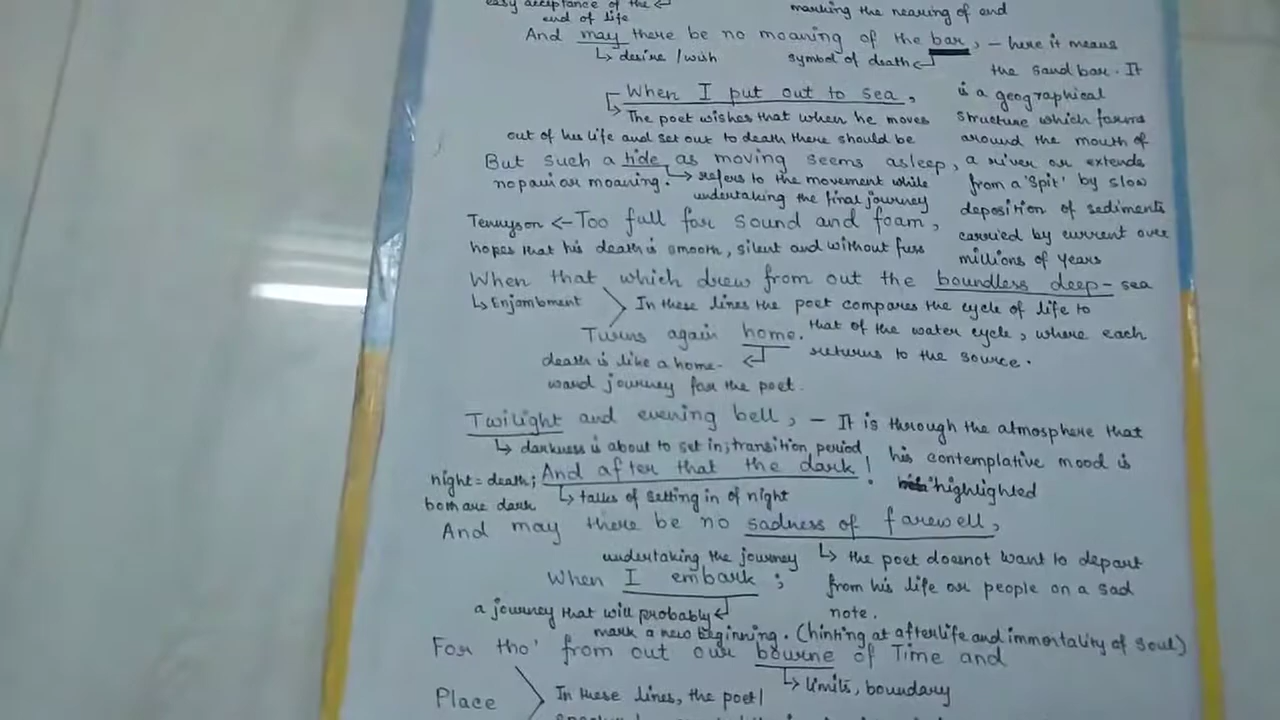 easy acceptance of the
end of life
marking the nearing of end
And may there be no moaning of the bar, - here it means
↳ desire / wish symbol of death the sand bar. It
When I put out to sea, is a geographical
The poet wishes that when he moves structure which forms
out of his life and set out to death there should be around the mouth of
But such a tide as moving seems asleep, a river or extends
no pain or moaning. → refers to the movement while from a 'spit' by slow
undertaking the final journey deposition of sediments
Tennyson ← Too full for sound and foam, carried by current over
hopes that his death is smooth, silent and without fuss millions of years
When that which drew from out the boundless deep - sea
↳ Enjambment In these lines the poet compares the cycle of life to
Turns again home. that of the water cycle, where each
death is like a home- returns to the source.
ward journey for the poet.
Twilight and evening bell, - It is through the atmosphere that
↳ darkness is about to set in; transition period his contemplative mood is
night = death; And after that the dark! highlighted
both are dark ↳ talks of setting in of night
And may there be no sadness of farewell,
undertaking the journey ↳ the poet doesnot want to depart
When I embark; from his life or people on a sad
a journey that will probably note.
mark a new beginning. (hinting at afterlife and immortality of soul)
For tho' from out our bourne of Time and
↳ limits, boundary
Place In these lines, the poet